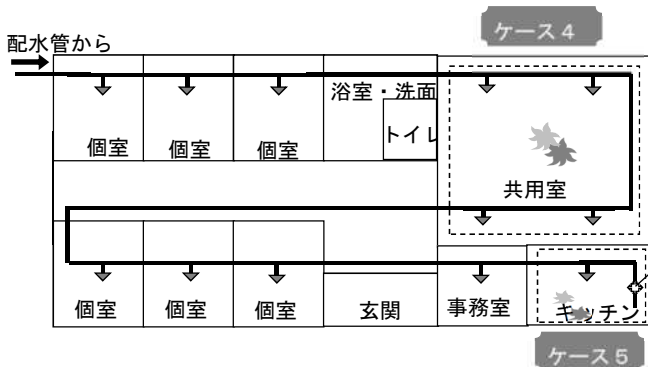 ケース4
配水管から
浴室・洗面
トイレ
個室
個室
個室
共用室
個室
個室
個室
玄関
事務室
キッチン
ケース5